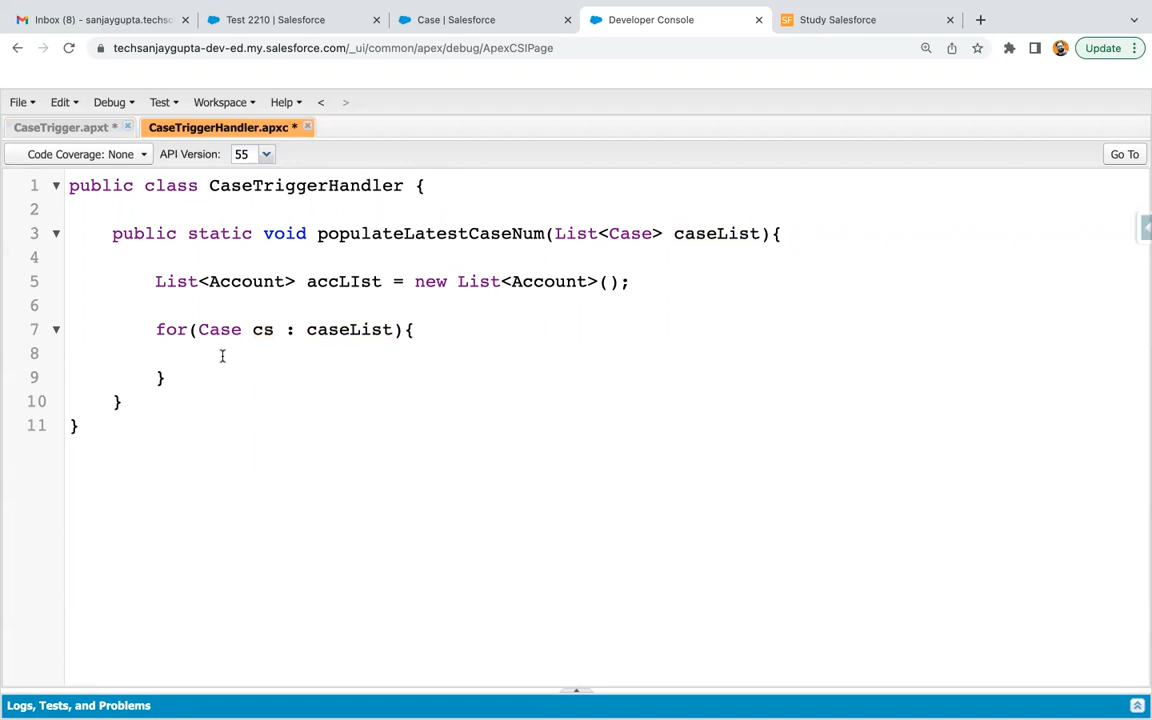 Inbox (8) - sanjaygupta.techsc
Test 2210 | Salesforce
Case | Salesforce
Developer Console
SF Study Salesforce
techsanjaygupta-dev-ed.my.salesforce.com/_ui/common/apex/debug/ApexCSIPage
Update
File Edit Debug Test Workspace Help < >
CaseTrigger.apxt * CaseTriggerHandler.apxc *
Code Coverage: None API Version: 55 Go To
1 public class CaseTriggerHandler {
2
3 public static void populateLatestCaseNum(List<Case> caseList){
4
5 List<Account> accLIst = new List<Account>();
6
7 for(Case cs : caseList){
8
9 }
10 }
11 }
Logs, Tests, and Problems